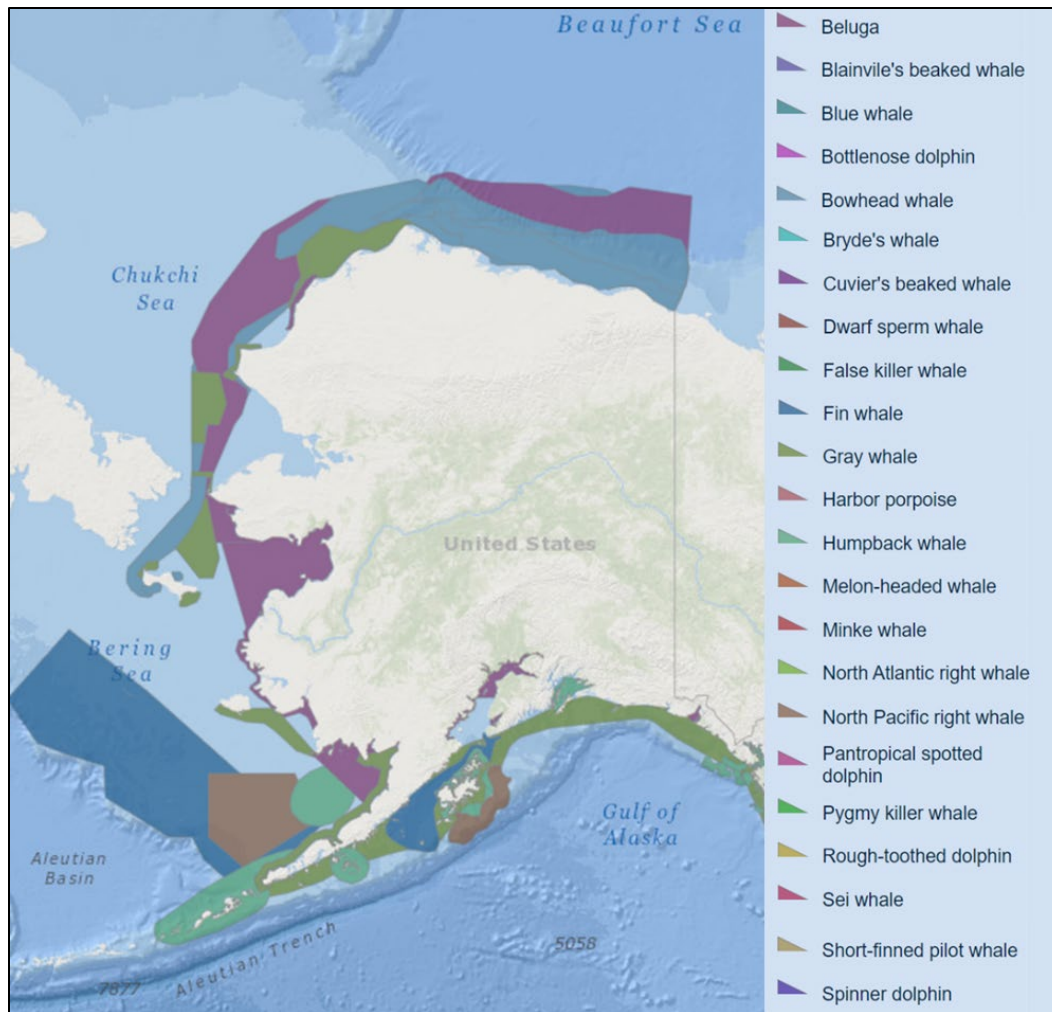 Beaufort Sea
Chukchi
Sea
United States
Bering
Sea
Gulf of
Alaska
Aleutian
Basin
Aleutian Trench
5058
7877
Beluga
Blainvile's beaked whale
Blue whale
Bottlenose dolphin
Bowhead whale
Bryde's whale
Cuvier's beaked whale
Dwarf sperm whale
False killer whale
Fin whale
Gray whale
Harbor porpoise
Humpback whale
Melon-headed whale
Minke whale
North Atlantic right whale
North Pacific right whale
Pantropical spotted
dolphin
Pygmy killer whale
Rough-toothed dolphin
Sei whale
Short-finned pilot whale
Spinner dolphin